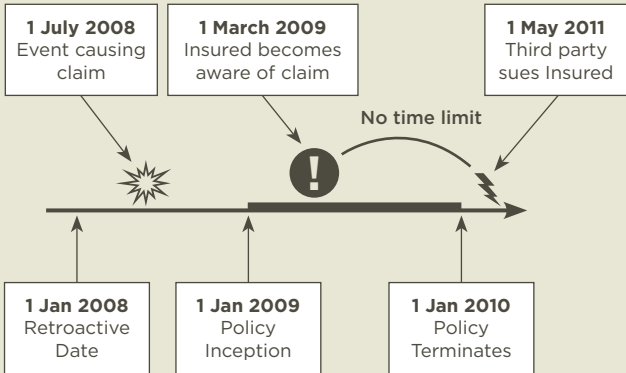 1 July 2008
Event causing
claim
1 March 2009
Insured becomes
aware of claim
1 May 2011
Third party
sues Insured
No time limit
!
1 Jan 2008
Retroactive
Date
1 Jan 2009
Policy
Inception
1 Jan 2010
Policy
Terminates